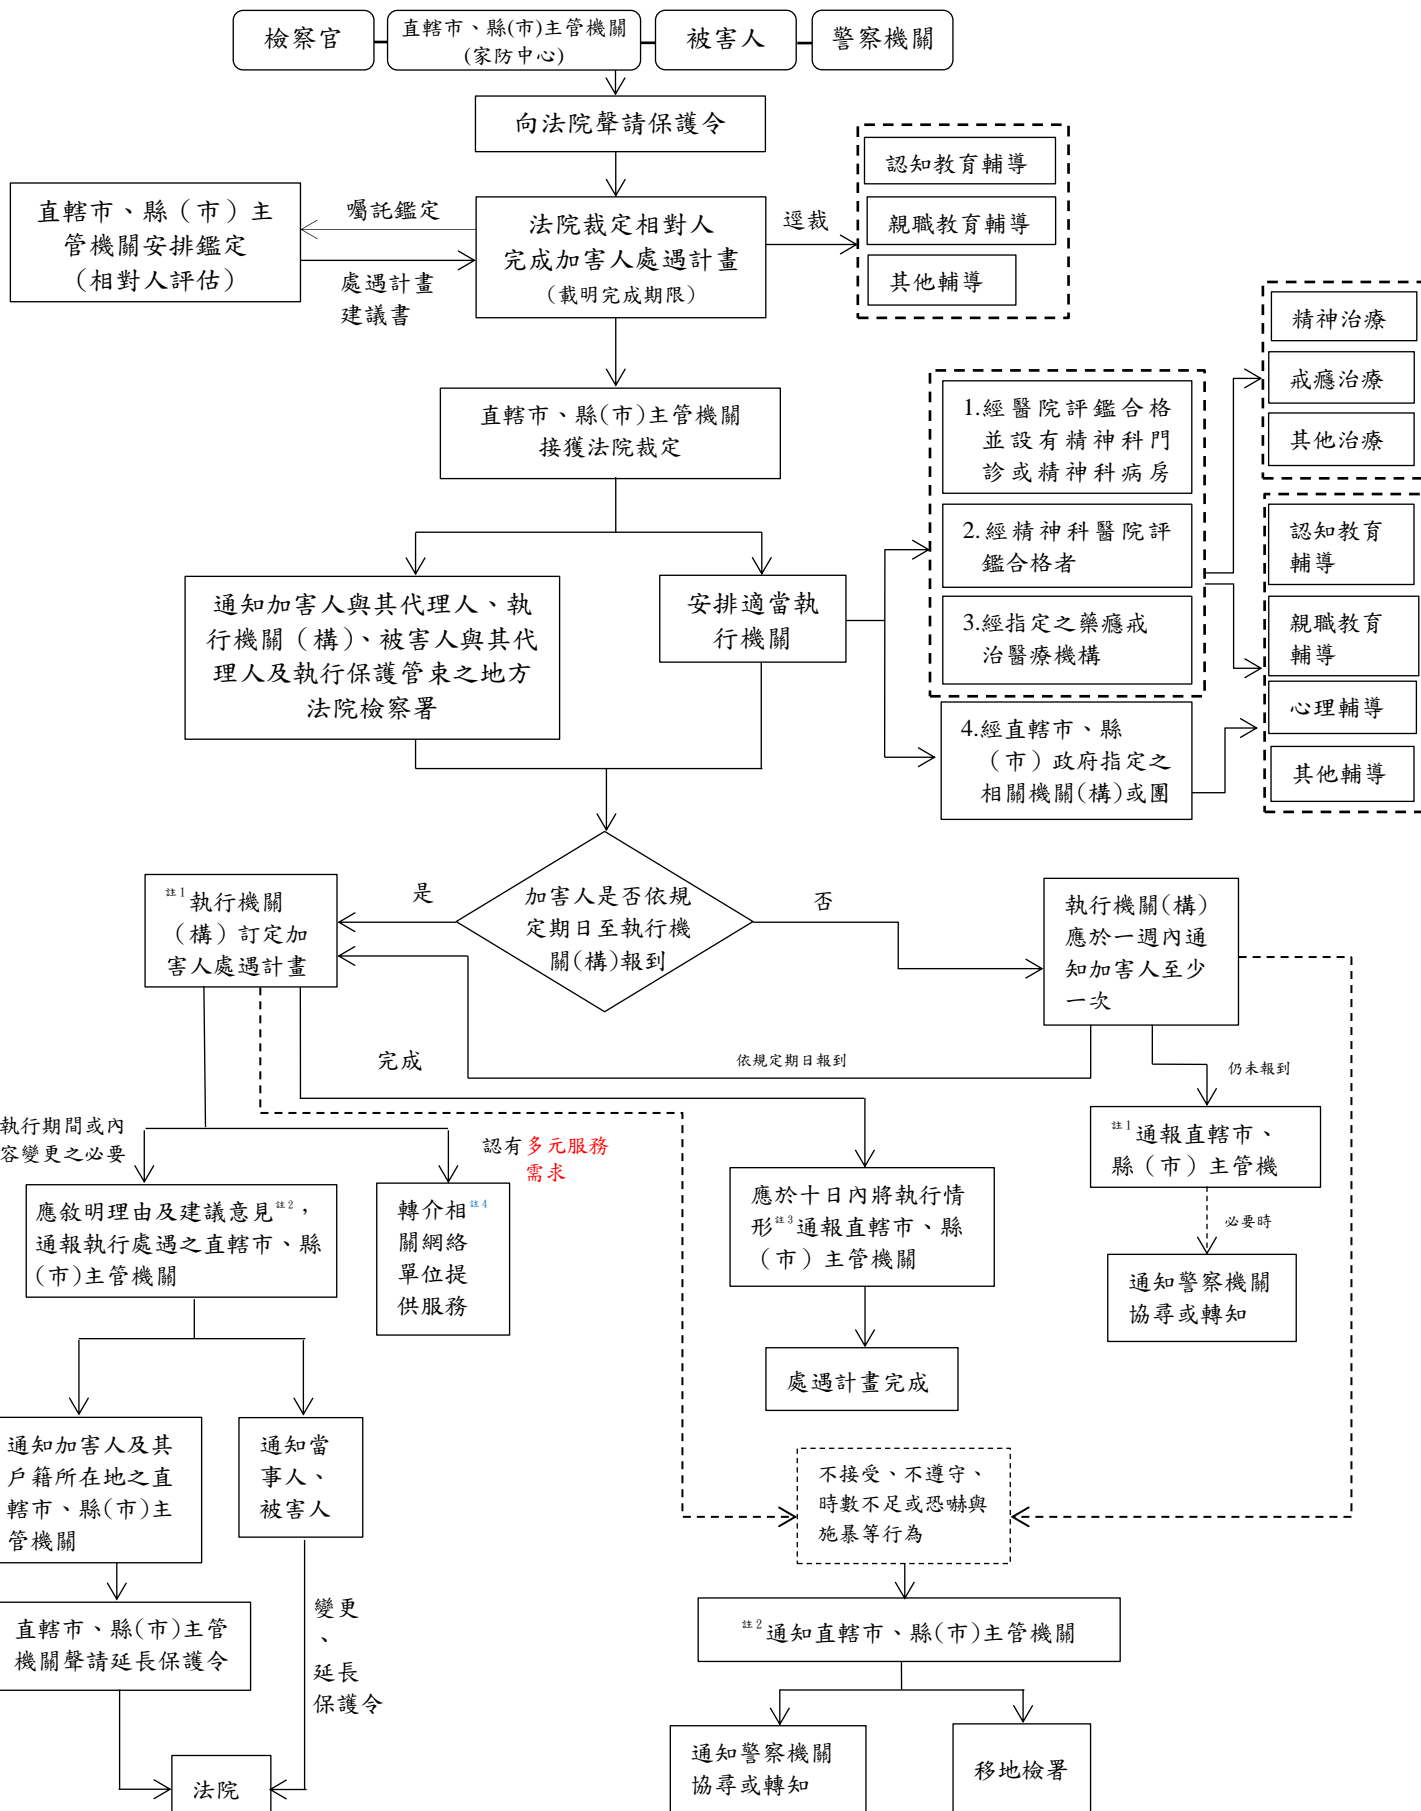 檢察官
直轄市、縣(市)主管機關
(家防中心)
被害人
警察機關
向法院聲請保護令
直轄市、縣（市）主
管機關安排鑑定
（相對人評估）
囑託鑑定
處遇計畫
建議書
法院裁定相對人
完成加害人處遇計畫
（載明完成期限）
逕裁
認知教育輔導
親職教育輔導
其他輔導
直轄市、縣(市)主管機關
接獲法院裁定
通知加害人與其代理人、執
行機關（構）、被害人與其代
理人及執行保護管束之地方
法院檢察署
安排適當執
行機關
1.經醫院評鑑合格
並設有精神科門
診或精神科病房
2.經精神科醫院評
鑑合格者
3.經指定之藥癮戒
治醫療機構
4.經直轄市、縣
（市）政府指定之
相關機關(構)或團
精神治療
戒癮治療
其他治療
認知教育
輔導
親職教育
輔導
心理輔導
其他輔導
加害人是否依規
定期日至執行機
關(構)報到
是
否
註1執行機關
（構）訂定加
害人處遇計畫
執行機關(構)
應於一週內通
知加害人至少
一次
完成
依規定期日報到
仍未報到
執行期間或內
容變更之必要
認有多元服務
需求
註1通報直轄市、
縣（市）主管機
必要時
通知警察機關
協尋或轉知
應敘明理由及建議意見註2，
通報執行處遇之直轄市、縣
(市)主管機關
轉介相註4
關網絡
單位提
供服務
應於十日內將執行情
形註3通報直轄市、縣
（市）主管機關
處遇計畫完成
通知加害人及其
戶籍所在地之直
轄市、縣(市)主
管機關
通知當
事人、
被害人
不接受、不遵守、
時數不足或恐嚇與
施暴等行為
直轄市、縣(市)主管
機關聲請延長保護令
變更
、
延長
保護令
註2通知直轄市、縣(市)主管機關
法院
通知警察機關
協尋或轉知
移地檢署